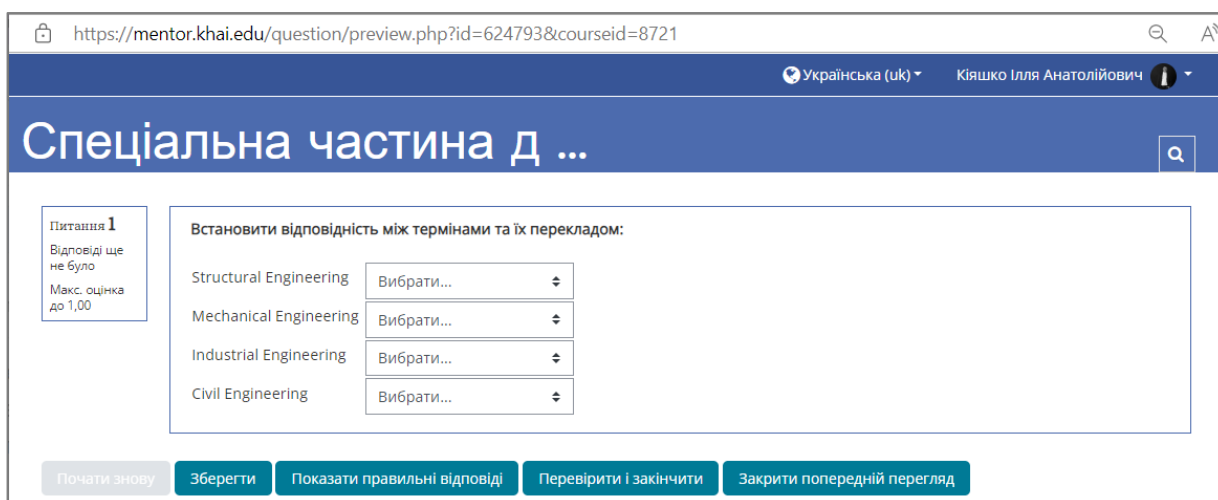 https://mentor.khai.edu/question/preview.php?id=624793&courseid=8721
Українська (uk) Кіяшко Ілля Анатолійович
Спеціальна частина д ...
Питання 1
Відповіді ще
не було
Макс. оцінка
до 1,00
Встановити відповідність між термінами та їх перекладом:
Structural Engineering Вибрати...
Mechanical Engineering Вибрати...
Industrial Engineering Вибрати...
Civil Engineering Вибрати...
Почати знову Зберегти Показати правильні відповіді Перевірити і закінчити Закрити попередній перегляд